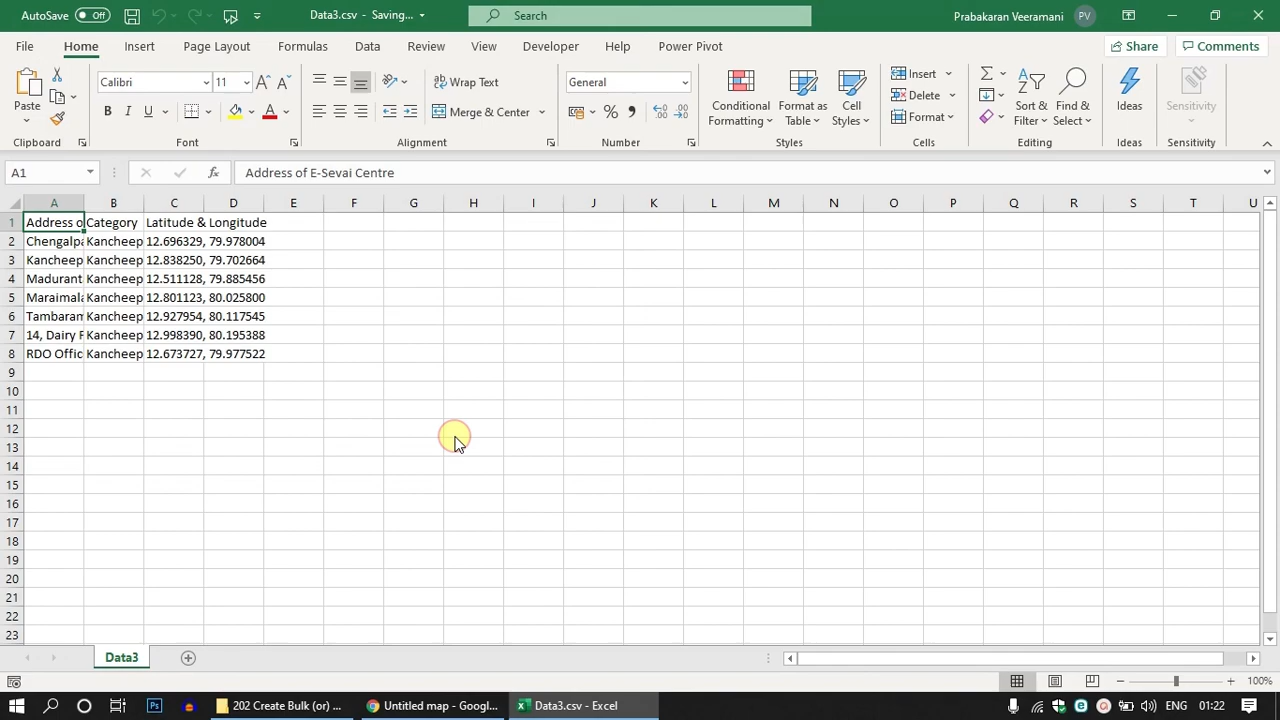 AutoSave Off Data3.csv - Saving... Search Prabakaran Veeramani PV
File Home Insert Page Layout Formulas Data Review View Developer Help Power Pivot Share Comments
Paste Calibri 11 Wrap Text General Conditional Formatting Format as Table Cell Styles Insert Sort & Filter Find & Select Ideas Sensitivity
B I U Merge & Center % Delete
Format
Clipboard Font Alignment Number Styles Cells Editing Ideas Sensitivity
A1 fx Address of E-Sevai Centre
A B C D E F G H I J K L M N O P Q R S T U
1 Address o Category Latitude & Longitude
2 Chengalpa Kancheep 12.696329, 79.978004
3 Kancheep Kancheep 12.838250, 79.702664
4 Madurant Kancheep 12.511128, 79.885456
5 Maraimala Kancheep 12.801123, 80.025800
6 Tambaram Kancheep 12.927954, 80.117545
7 14, Dairy F Kancheep 12.998390, 80.195388
8 RDO Offic Kancheep 12.673727, 79.977522
9
10
11
12
13
14
15
16
17
18
19
20
21
22
23
Data3
100%
202 Create Bulk (or) ... Untitled map - Googl... Data3.csv - Excel ENG 01:22